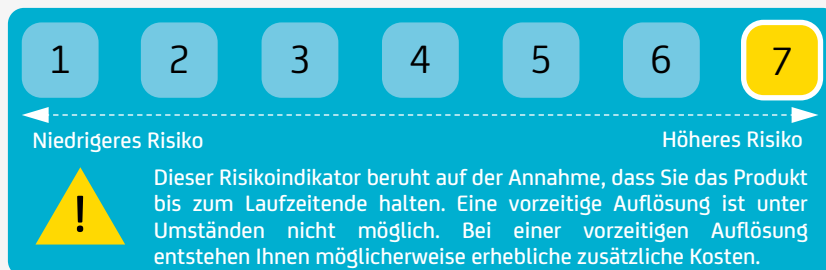 1 2 3 4 5 6 7
Niedrigeres Risiko Höheres Risiko
! Dieser Risikoindikator beruht auf der Annahme, dass Sie das Produkt
bis zum Laufzeitende halten. Eine vorzeitige Auflösung ist unter
Umständen nicht möglich. Bei einer vorzeitigen Auflösung
entstehen Ihnen möglicherweise erhebliche zusätzliche Kosten.